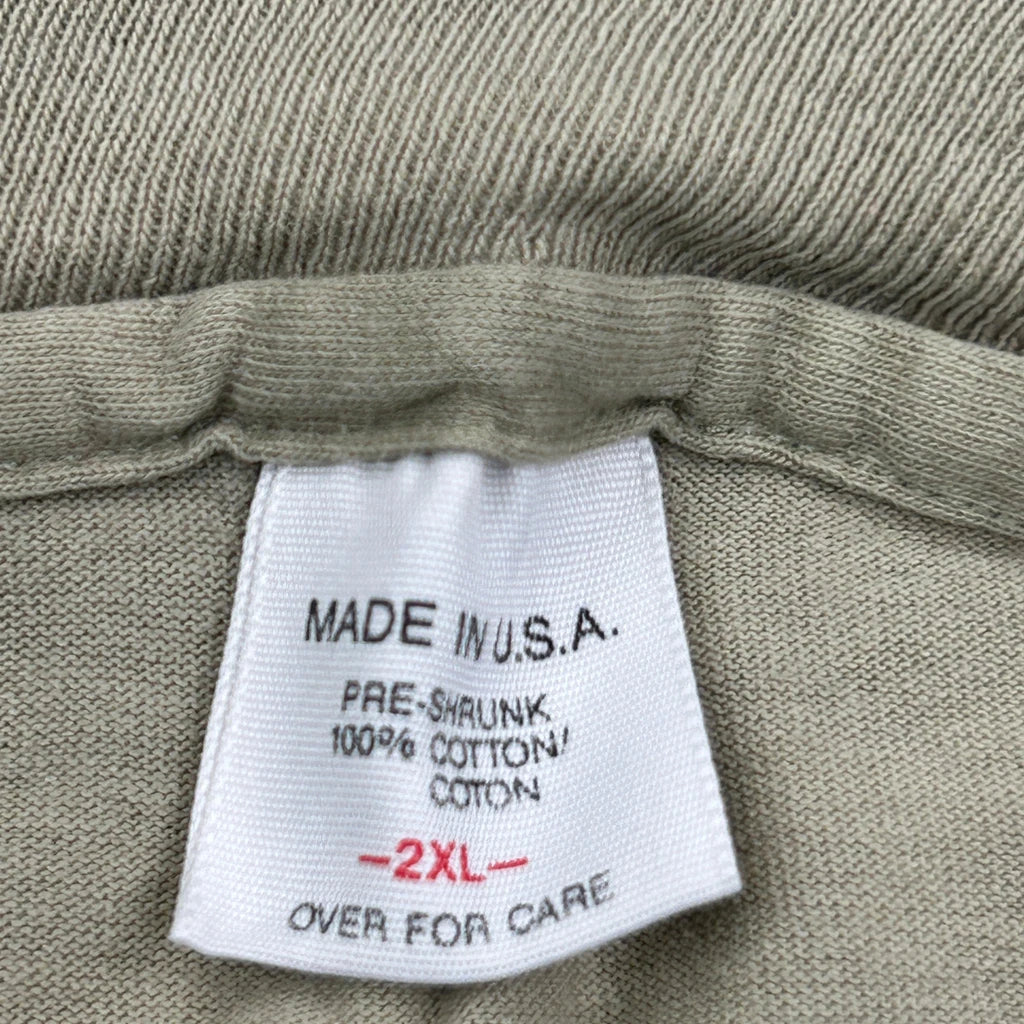 MADE IN U.S.A.
PRE-SHRUNK
100% COTTON/
COTON
-2XL-
OVER FOR CARE